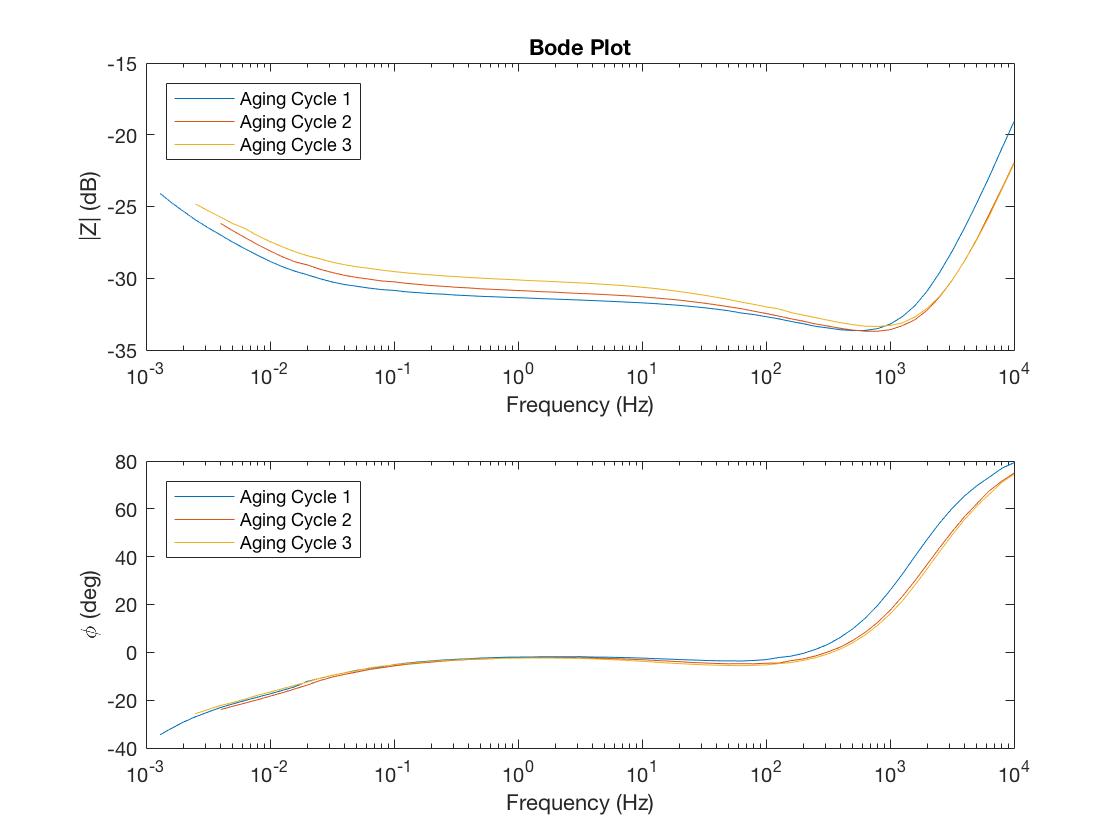 Bode Plot
-15
-20
-25
-30
-35
|Z| (dB)
Aging Cycle 1
Aging Cycle 2
Aging Cycle 3
10^-3 10^-2 10^-1 10^0 10^1 10^2 10^3 10^4
Frequency (Hz)
80
60
40
20
0
-20
-40
ϕ (deg)
Aging Cycle 1
Aging Cycle 2
Aging Cycle 3
10^-3 10^-2 10^-1 10^0 10^1 10^2 10^3 10^4
Frequency (Hz)